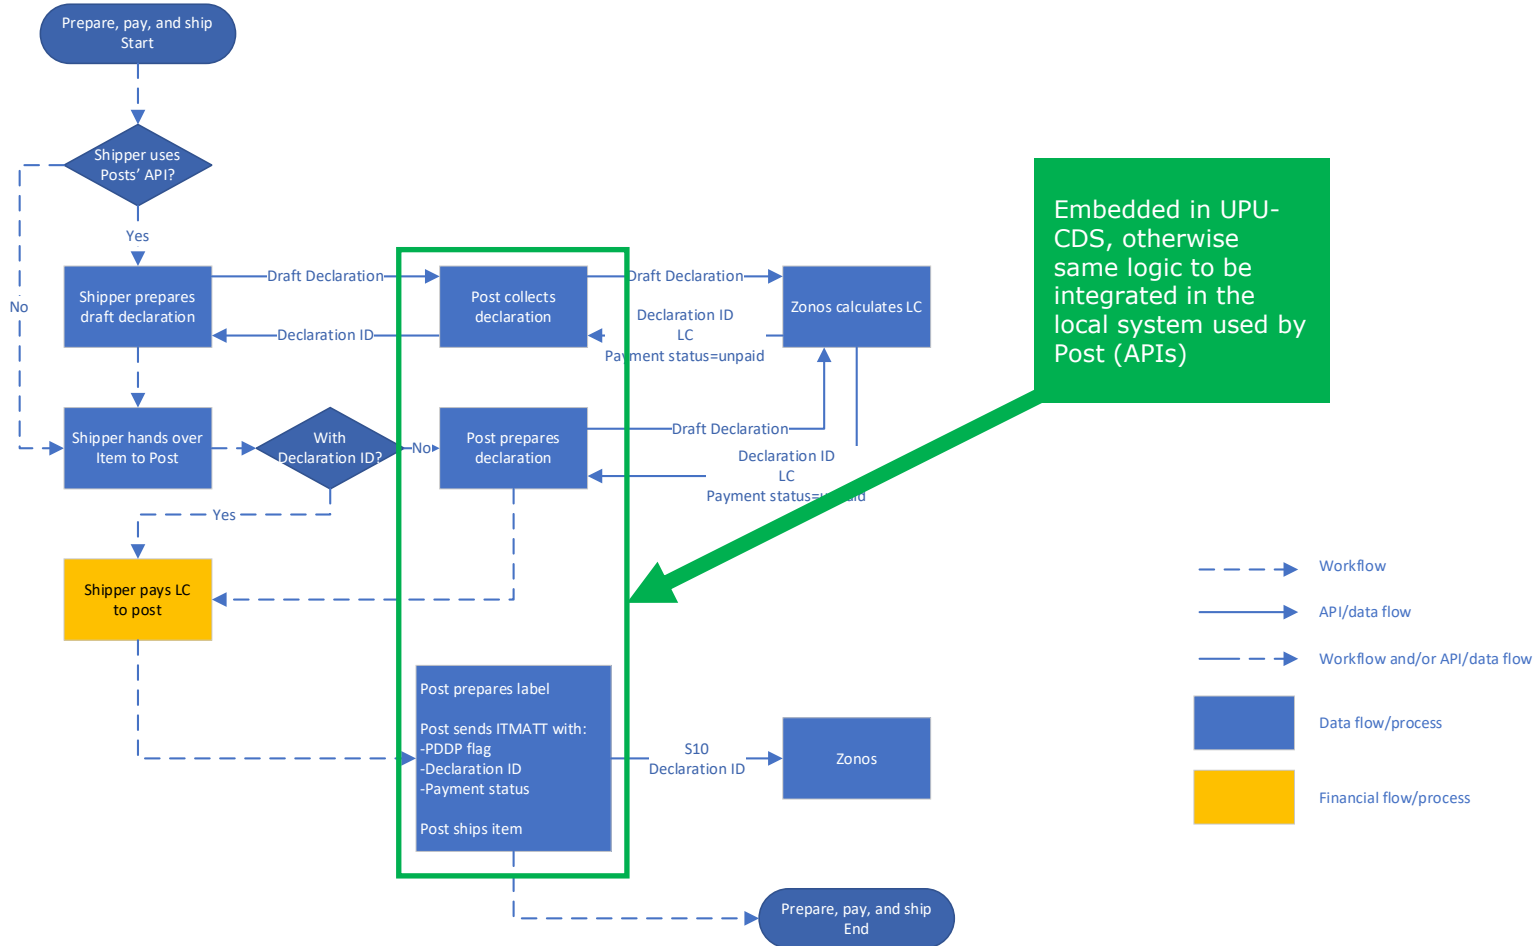 Prepare, pay, and ship
Start
Shipper uses
Posts’ API?
Yes
No
Shipper prepares
draft declaration
Draft Declaration
Declaration ID
Post collects
declaration
Draft Declaration
Declaration ID
LC
Payment status=unpaid
Zonos calculates LC
Embedded in UPU-
CDS, otherwise
same logic to be
integrated in the
local system used by
Post (APIs)
Shipper hands over
Item to Post
With
Declaration ID?
No
Post prepares
declaration
Draft Declaration
Declaration ID
LC
Payment status=unpaid
Yes
Shipper pays LC
to post
Post prepares label
Post sends ITMATT with:
-PDDP flag
-Declaration ID
-Payment status
Post ships item
S10
Declaration ID
Zonos
Prepare, pay, and ship
End
Workflow
API/data flow
Workflow and/or API/data flow
Data flow/process
Financial flow/process